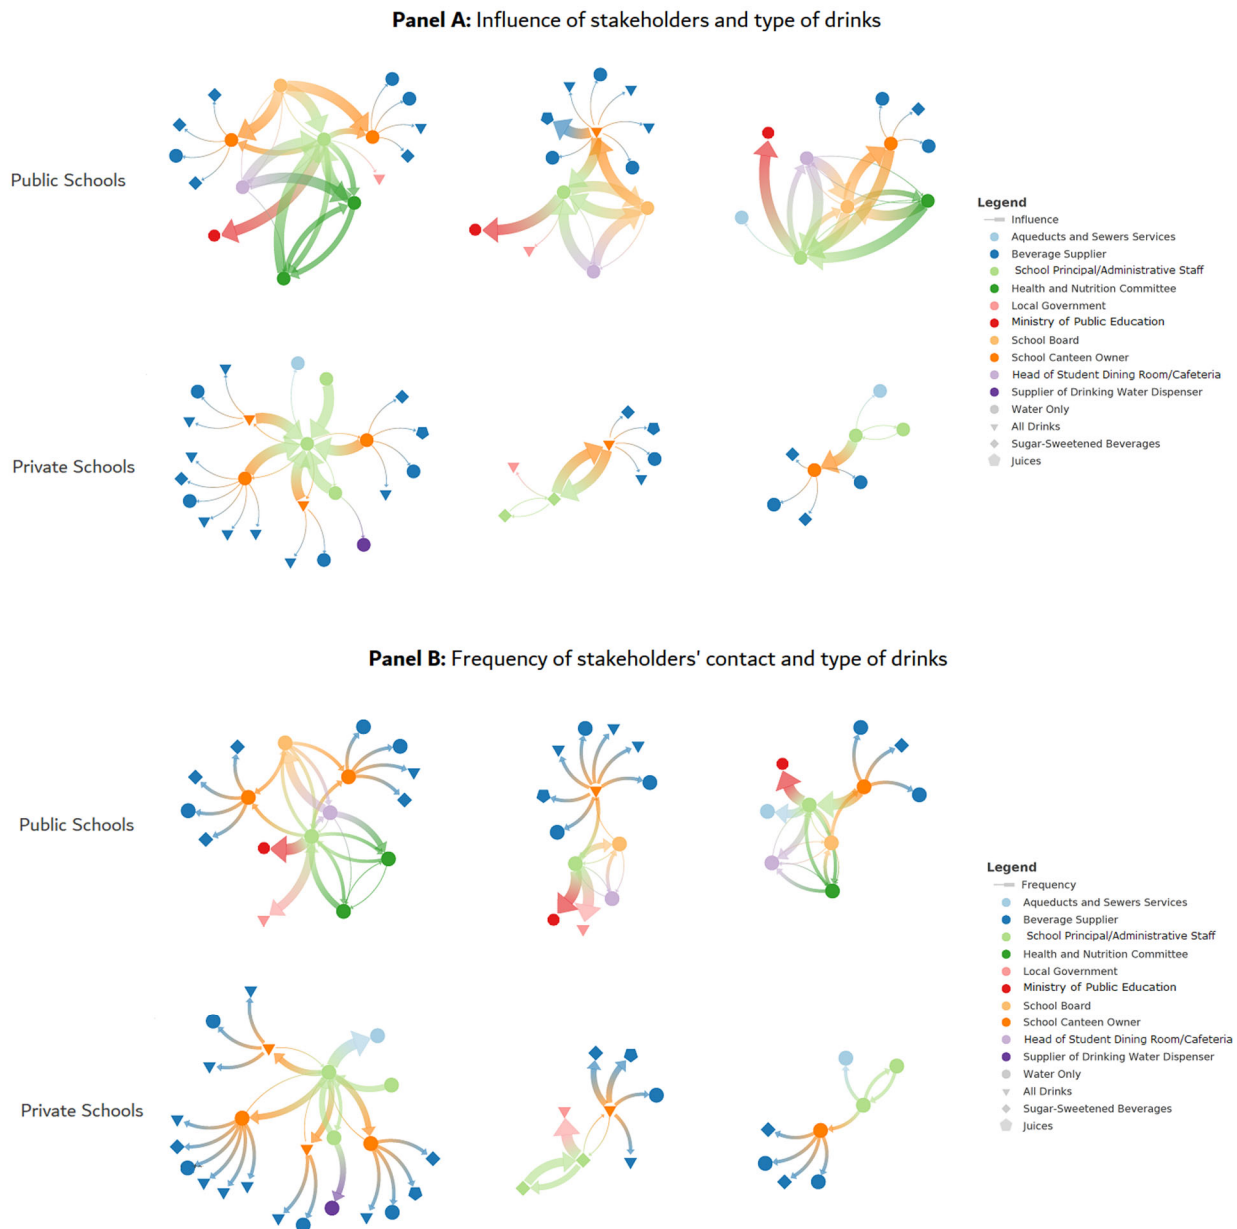 Panel A: Influence of stakeholders and type of drinks
Public Schools
Legend
Influence
Aqueducts and Sewers Services
Beverage Supplier
School Principal/Administrative Staff
Health and Nutrition Committee
Local Government
Ministry of Public Education
School Board
School Canteen Owner
Head of Student Dining Room/Cafeteria
Supplier of Drinking Water Dispenser
Water Only
All Drinks
Sugar-Sweetened Beverages
Juices
Private Schools
Panel B: Frequency of stakeholders' contact and type of drinks
Public Schools
Legend
Frequency
Aqueducts and Sewers Services
Beverage Supplier
School Principal/Administrative Staff
Health and Nutrition Committee
Local Government
Ministry of Public Education
School Board
School Canteen Owner
Head of Student Dining Room/Cafeteria
Supplier of Drinking Water Dispenser
Water Only
All Drinks
Sugar-Sweetened Beverages
Juices
Private Schools